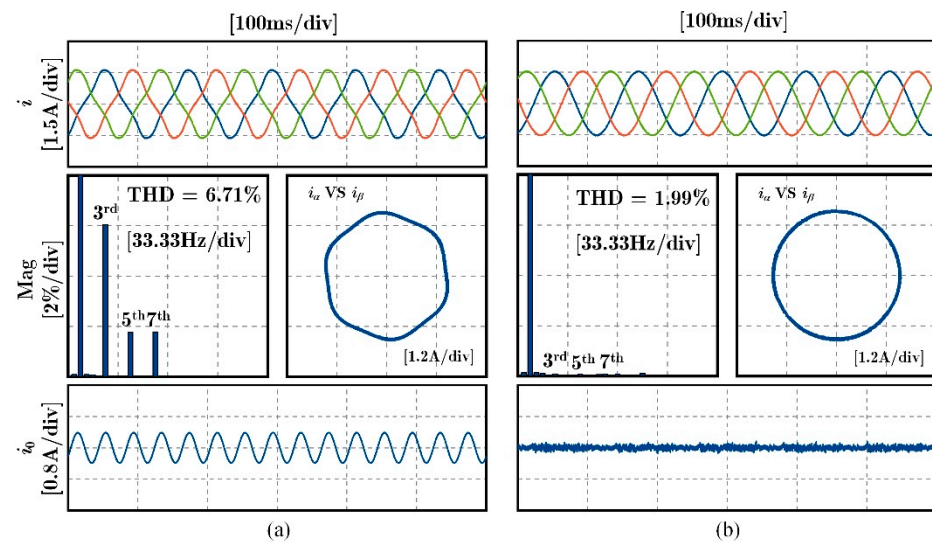 [100ms/div]
[100ms/div]
i
[1.5A/div]
THD = 6.71%
3rd
[33.33Hz/div]
5th 7th
Mag
[2%/div]
iα VS iβ
[1.2A/div]
THD = 1.99%
[33.33Hz/div]
3rd 5th 7th
iα VS iβ
[1.2A/div]
i0
[0.8A/div]
(a)
(b)